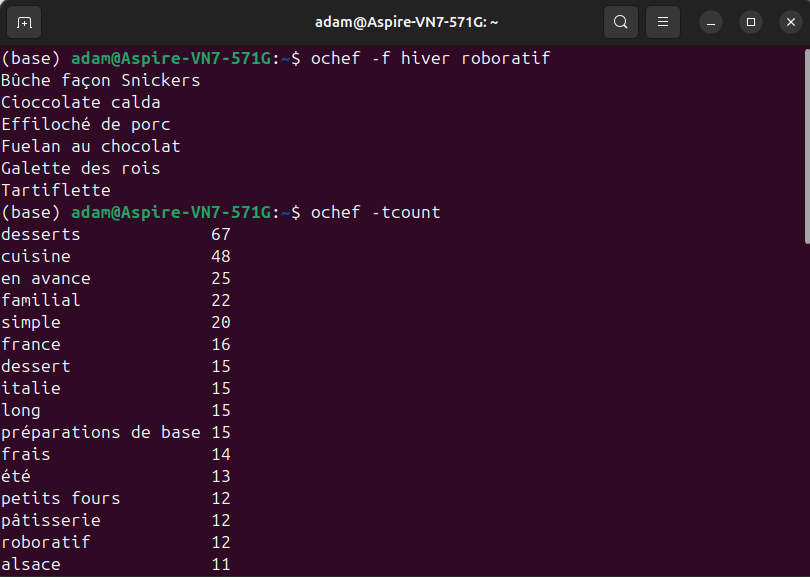 adam@Aspire-VN7-571G: ~
(base) adam@Aspire-VN7-571G:~$ ochef -f hiver roboratif
Bûche façon Snickers
Cioccolate calda
Effiloché de porc
Fuelan au chocolat
Galette des rois
Tartiflette
(base) adam@Aspire-VN7-571G:~$ ochef -tcount
desserts 67
cuisine 48
en avance 25
familial 22
simple 20
france 16
dessert 15
italie 15
long 15
préparations de base 15
frais 14
été 13
petits fours 12
pâtisserie 12
roboratif 12
alsace 11